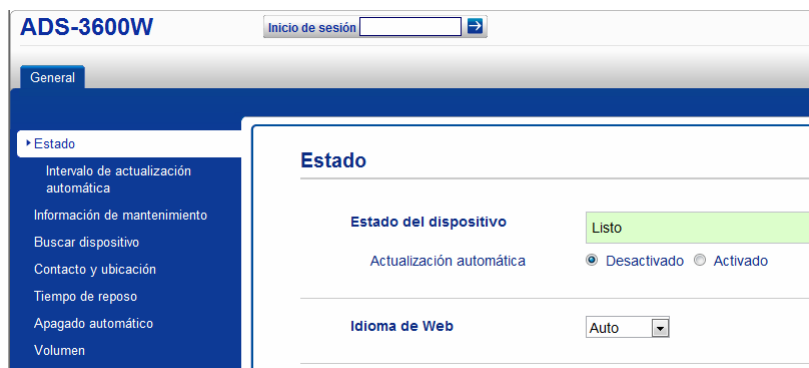 ADS-3600W
Inicio de sesión
General
Estado
Intervalo de actualización
automática
Información de mantenimiento
Buscar dispositivo
Contacto y ubicación
Tiempo de reposo
Apagado automático
Volumen
Estado
Estado del dispositivo
Listo
Actualización automática
Desactivado Activado
Idioma de Web
Auto